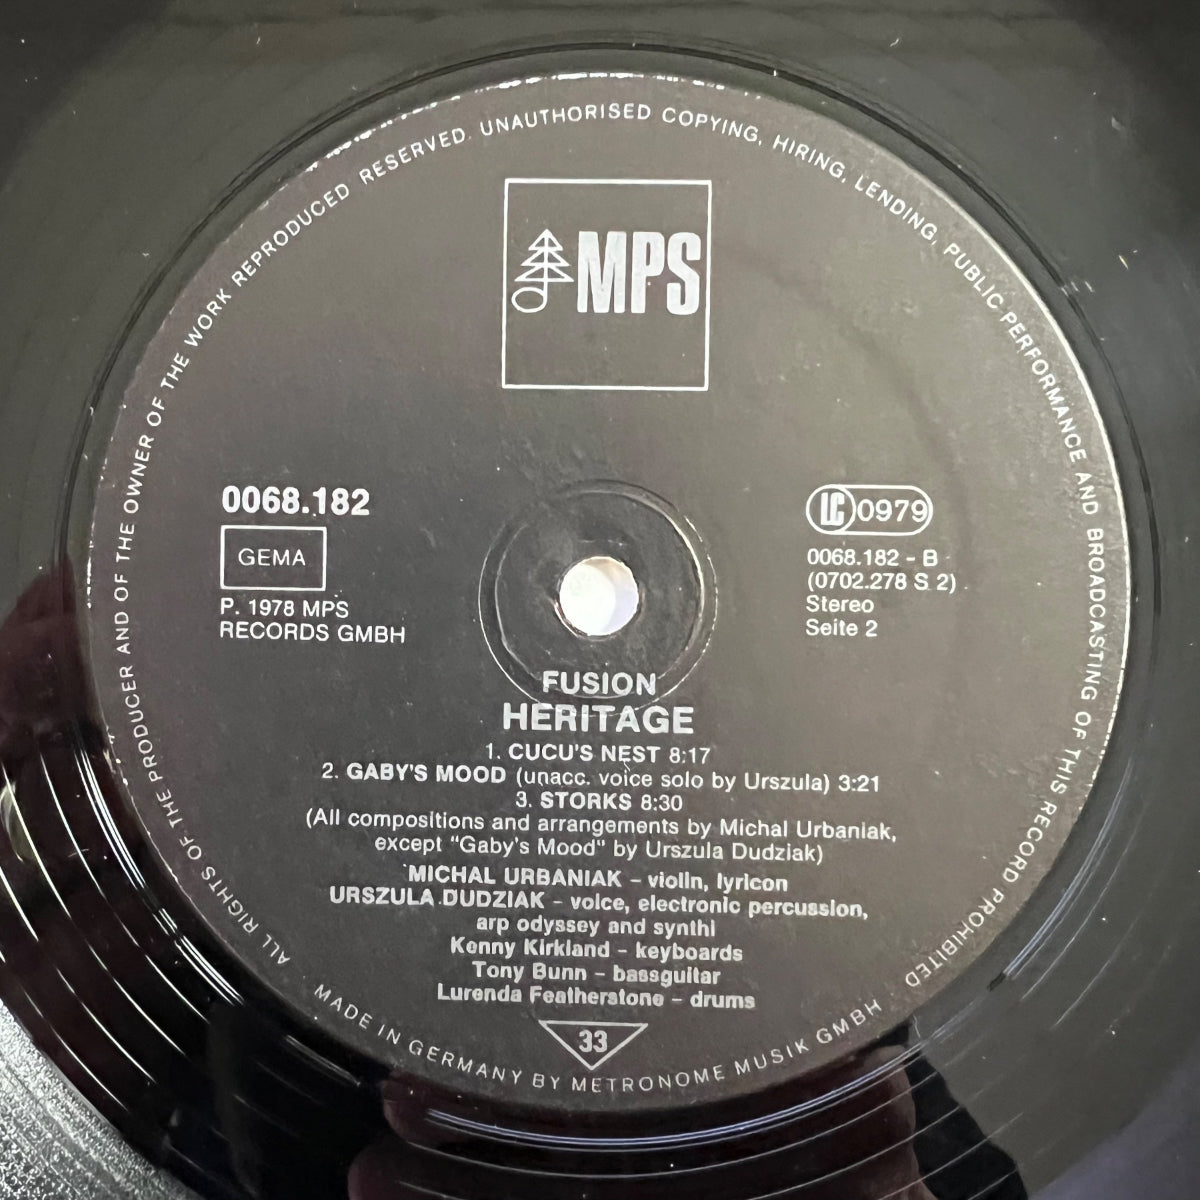 ALL RIGHTS OF THE PRODUCER AND OF THE OWNER OF THE WORK REPRODUCED RESERVED. UNAUTHORISED COPYING, HIRING, LENDING, PUBLIC PERFORMANCE AND BROADCASTING OF THIS RECORD PROHIBITED
MPS
0068.182
GEMA
P. 1978 MPS
RECORDS GMBH
LC 0979
0068.182 - B
(0702.278 S 2)
Stereo
Seite 2
FUSION
HERITAGE
1. CUCU'S NEST 8:17
2. GABY'S MOOD (unacc. voice solo by Urszula) 3:21
3. STORKS 8:30
(All compositions and arrangements by Michal Urbaniak,
except "Gaby's Mood" by Urszula Dudziak)
MICHAL URBANIAK – violin, lyricon
URSZULA DUDZIAK – voice, electronic percussion,
arp odyssey and synthi
Kenny Kirkland – keyboards
Tony Bunn – bassguitar
Lurenda Featherstone – drums
33
MADE IN GERMANY BY METRONOME MUSIK GMBH